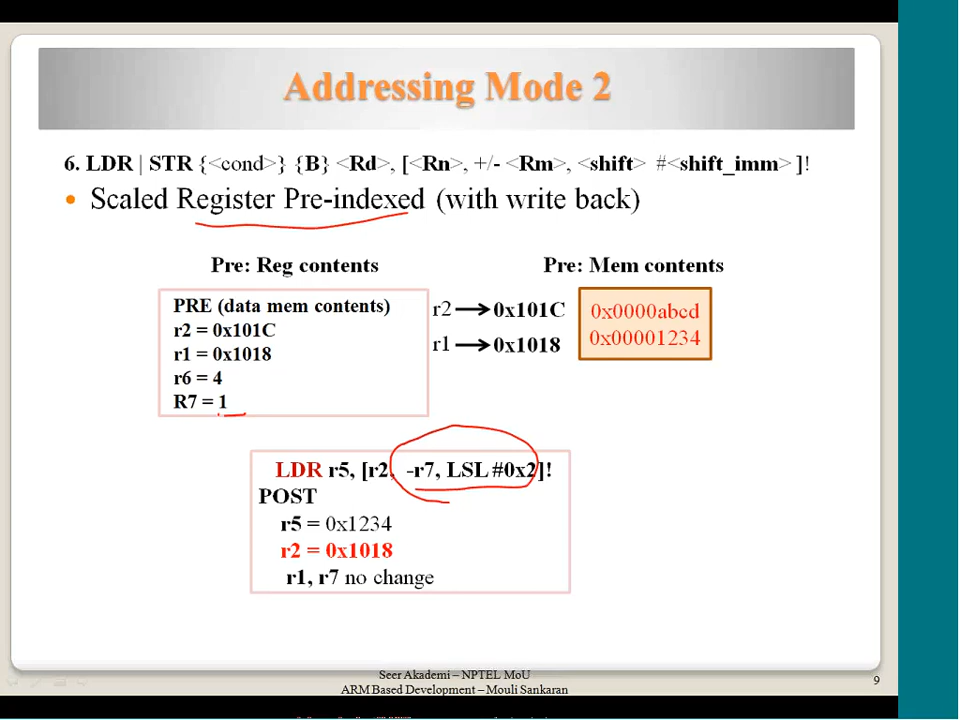 Addressing Mode 2
6. LDR | STR {<cond>} {B} <Rd>, [<Rn>, +/- <Rm>, <shift> #<shift_imm> ]!
• Scaled Register Pre-indexed (with write back)
Pre: Reg contents
Pre: Mem contents
PRE (data mem contents)
r2 = 0x101C
r1 = 0x1018
r6 = 4
R7 = 1
r2 → 0x101C
r1 → 0x1018
0x0000abcd
0x00001234
LDR r5, [r2, -r7, LSL #0x2]!
POST
r5 = 0x1234
r2 = 0x1018
r1, r7 no change
Seer Akademi – NPTEL MoU
ARM Based Development – Mouli Sankaran
9